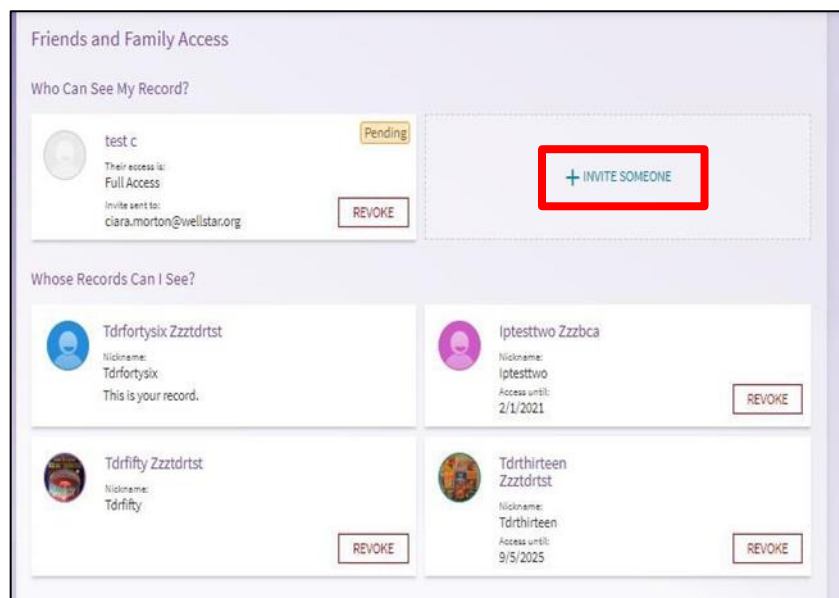 Friends and Family Access
Who Can See My Record?
test c
Pending
Their access is:
Full Access
Invite sent to:
ciara.morton@wellstar.org
REVOKE
+ INVITE SOMEONE
Whose Records Can I See?
Tdrfortysix Zzztdrtst
Nickname:
Tdrfortysix
This is your record.
Iptesttwo Zzzbca
Nickname:
Iptesttwo
Access until:
2/1/2021
REVOKE
Tdrfifty Zzztdrtst
Nickname:
Tdrfifty
REVOKE
Tdrthirteen
Zzztdrtst
Nickname:
Tdrthirteen
Access until:
9/5/2025
REVOKE